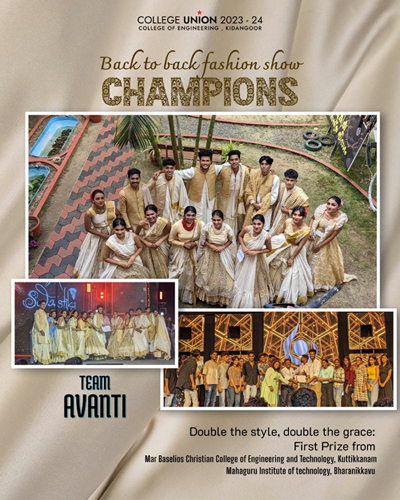 COLLEGE UNION 2023 - 24
COLLEGE OF ENGINEERING , KIDANGOOR
Back to back fashion show
CHAMPIONS
TEAM
AVANTI
Double the style, double the grace:
First Prize from
Mar Baselios Christian College of Engineering and Technology, Kuttikkanam
Mahaguru Institute of technology, Bharanikkavu